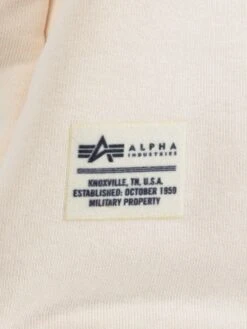 ALPHA
INDUSTRIES
KNOXVILLE, TN, U.S.A.
ESTABLISHED: OCTOBER 1959
MILITARY PROPERTY